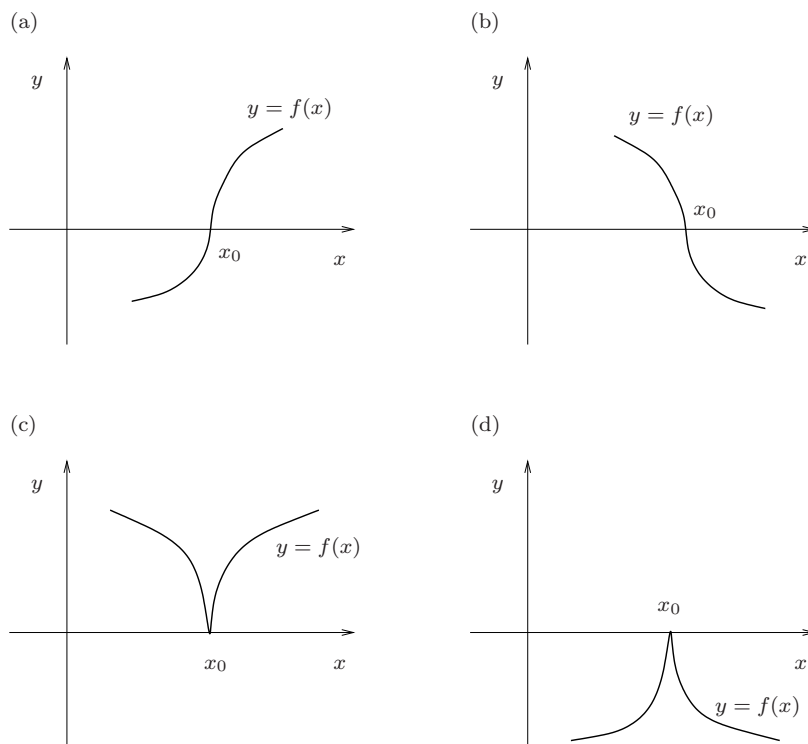 (a)
y
y = f(x)
x₀
x
(b)
y
y = f(x)
x₀
x
(c)
y
y = f(x)
x₀
x
(d)
y
x₀
x
y = f(x)